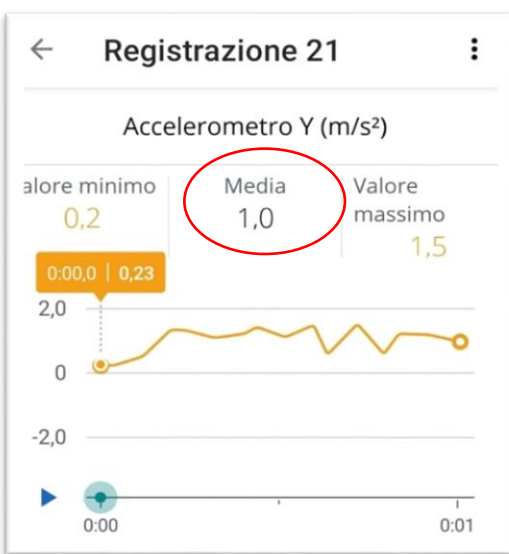 Registrazione 21
Accelerometro Y (m/s²)
alore minimo
0,2
Media
1,0
Valore
massimo
1,5
0:00,0 | 0,23
2,0
0
-2,0
0:00
0:01